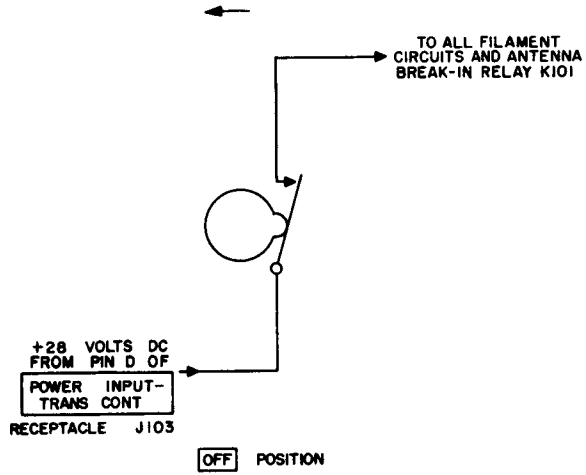 TO ALL FILAMENT
CIRCUITS AND ANTENNA
BREAK-IN RELAY K101
+28 VOLTS DC
FROM PIN D OF
POWER INPUT-
TRANS CONT
RECEPTACLE J103
OFF POSITION